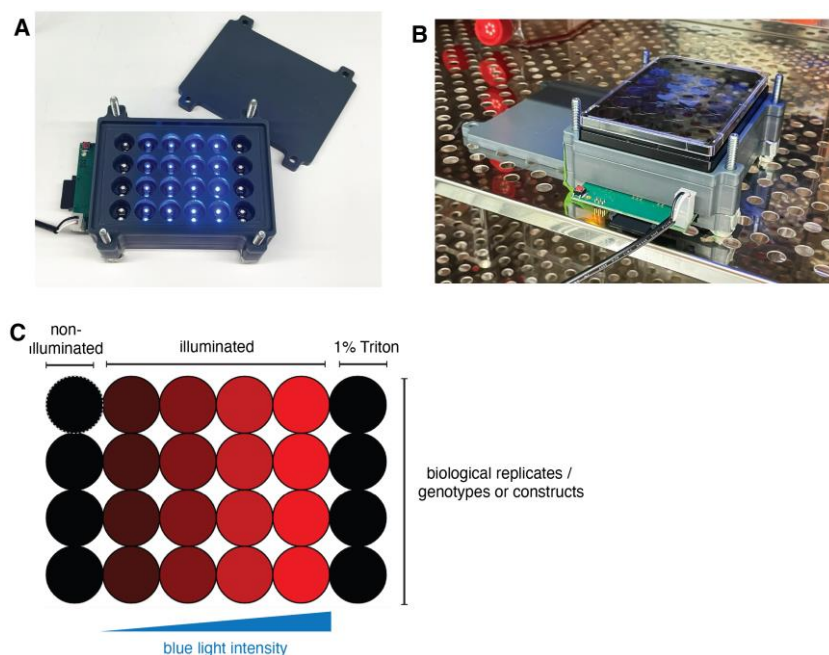 A
B
C
non-
illuminated
illuminated
1% Triton
biological replicates /
genotypes or constructs
blue light intensity